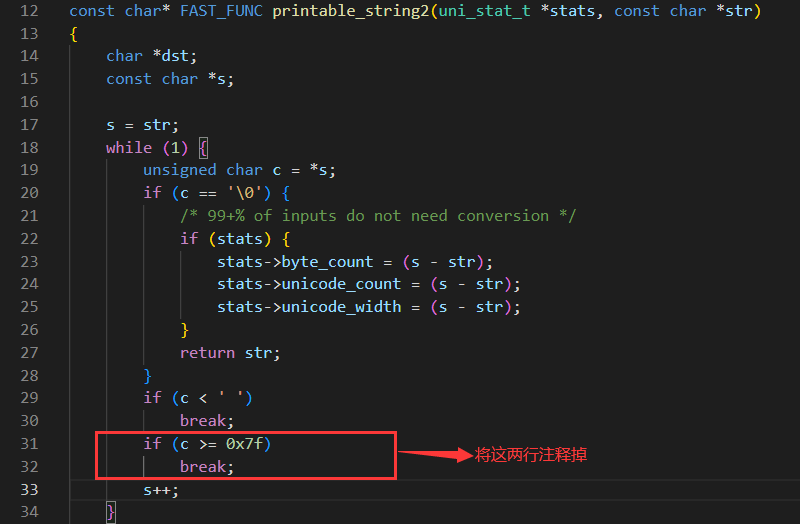 12 const char* FAST_FUNC printable_string2(uni_stat_t *stats, const char *str)
13 {
14     char *dst;
15     const char *s;
16
17     s = str;
18     while (1) {
19         unsigned char c = *s;
20         if (c == '\0') {
21             /* 99+% of inputs do not need conversion */
22             if (stats) {
23                 stats->byte_count = (s - str);
24                 stats->unicode_count = (s - str);
25                 stats->unicode_width = (s - str);
26             }
27             return str;
28         }
29         if (c < ' ')
30             break;
31         if (c >= 0x7f)
32             break;
将这两行注释掉
33         s++;
34     }